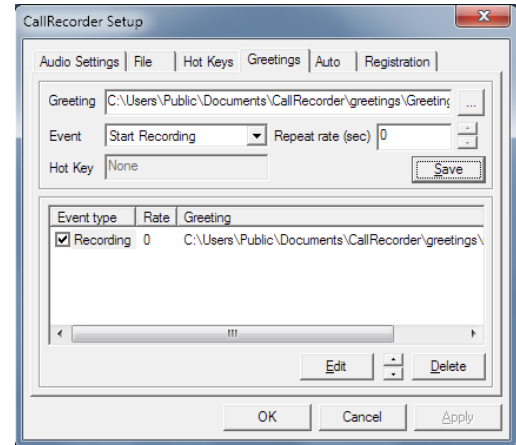 CallRecorder Setup
Audio Settings File Hot Keys Greetings Auto Registration
Greeting C:\Users\Public\Documents\CallRecorder\greetings\Greeting ...
Event Start Recording Repeat rate (sec) 0
Hot Key None Save
Event type Rate Greeting
Recording 0 C:\Users\Public\Documents\CallRecorder\greetings\
Edit Delete
OK Cancel Apply